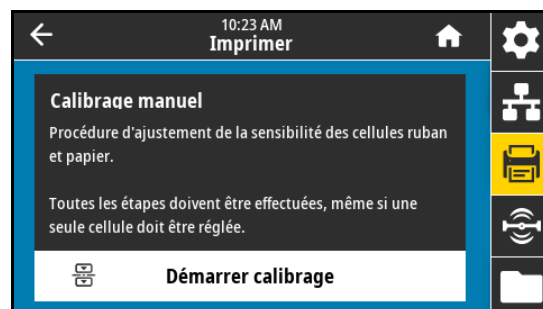 10:23 AM
Imprimer
Calibrage manuel
Procédure d'ajustement de la sensibilité des cellules ruban
et papier.
Toutes les étapes doivent être effectuées, même si une
seule cellule doit être réglée.
Démarrer calibrage